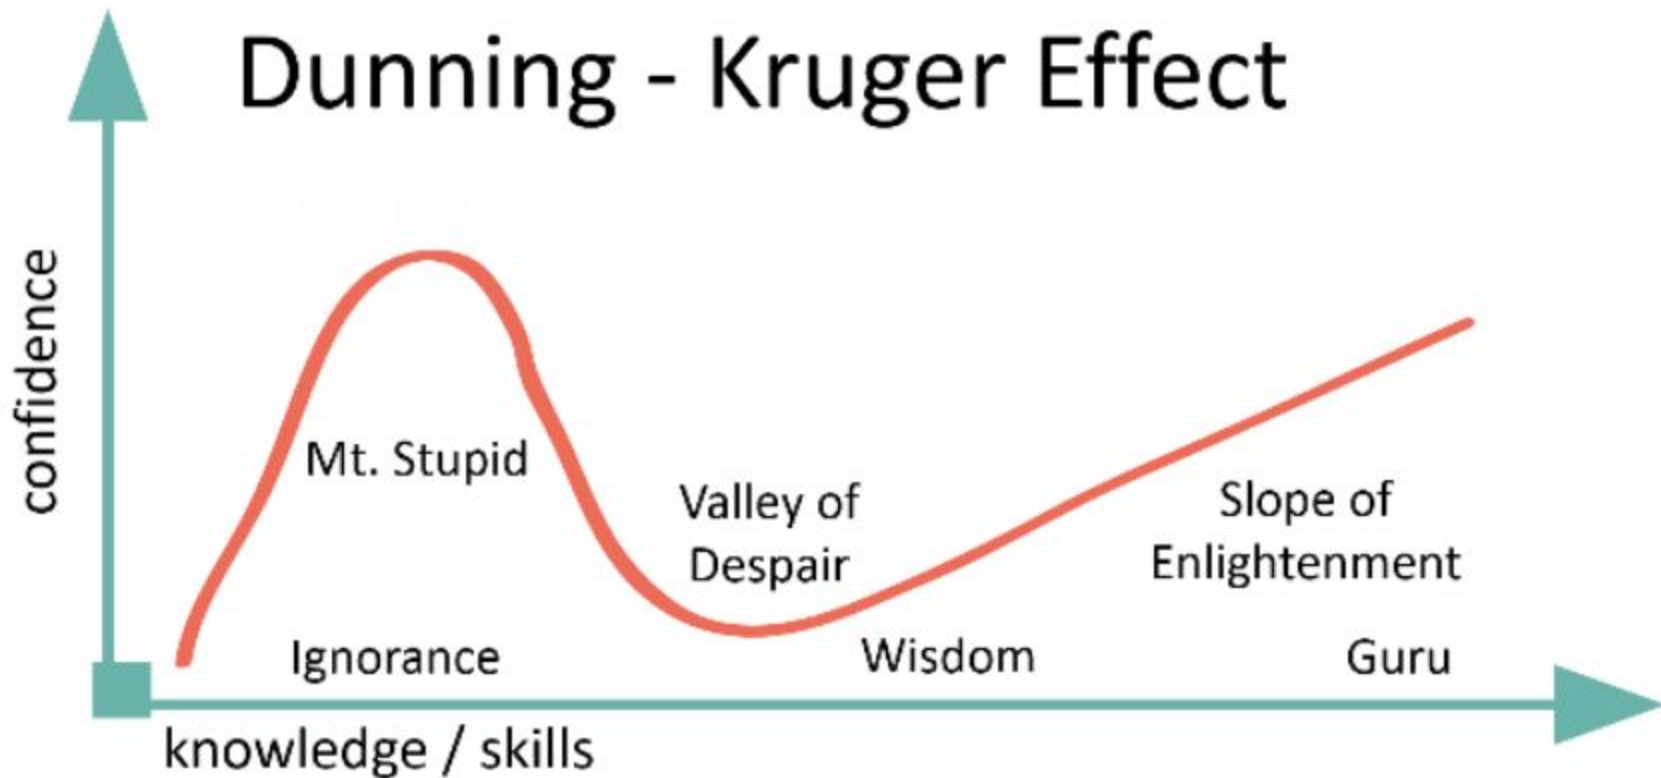 Dunning - Kruger Effect
confidence
Mt. Stupid
Valley of
Despair
Slope of
Enlightenment
Ignorance
Wisdom
Guru
knowledge / skills